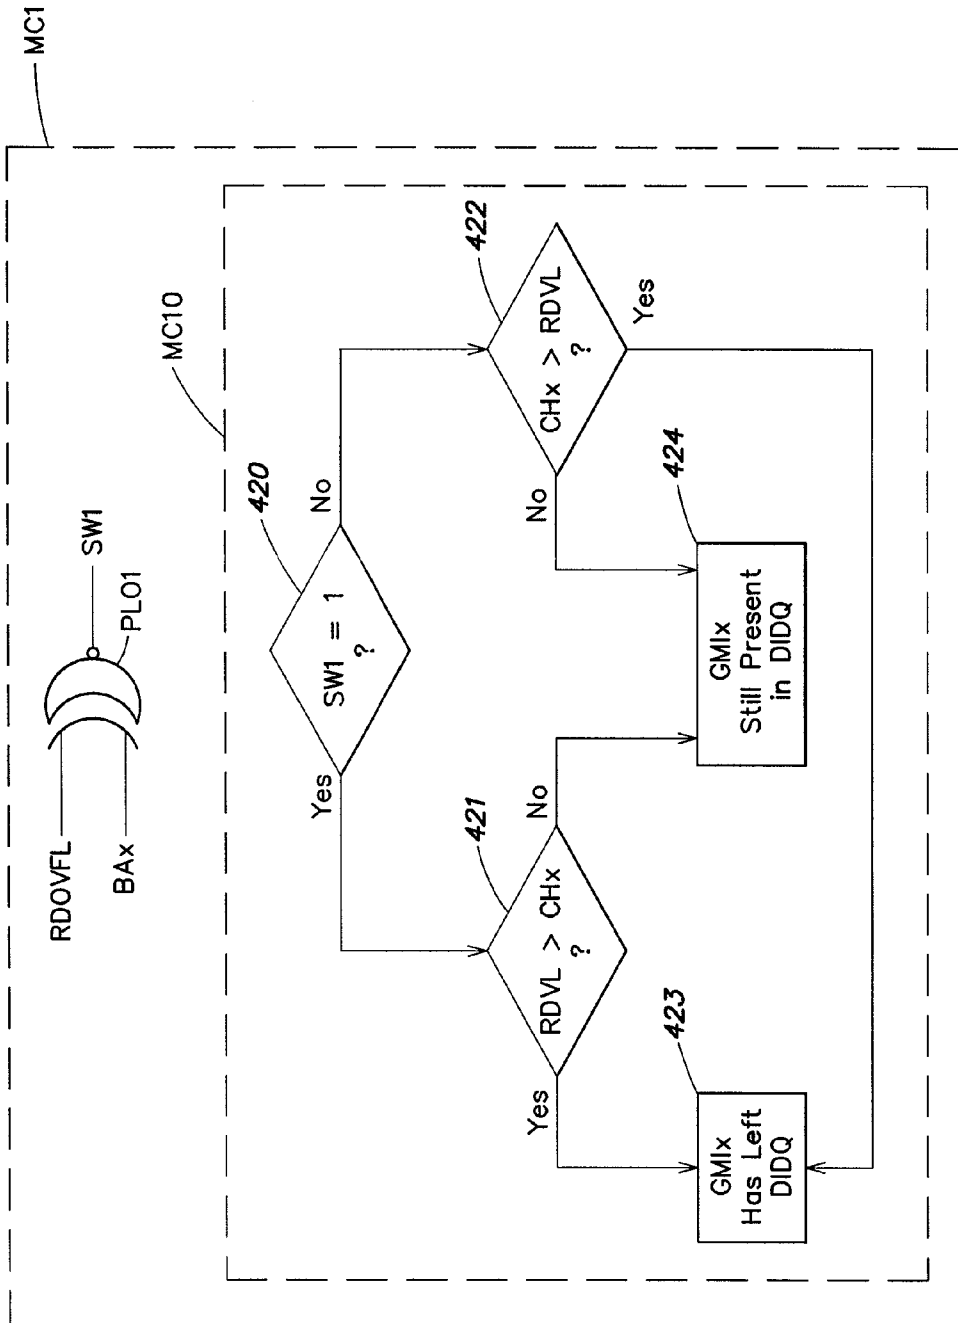 MC1
RDOVFL
BAx
SW1
PLO1
MC10
420
SW1 = 1
?
Yes
No
421
RDVL > CHx
?
Yes
No
422
CHx > RDVL
?
No
Yes
423
GMIx
Has Left
DIDQ
424
GMIx
Still Present
in DIDQ